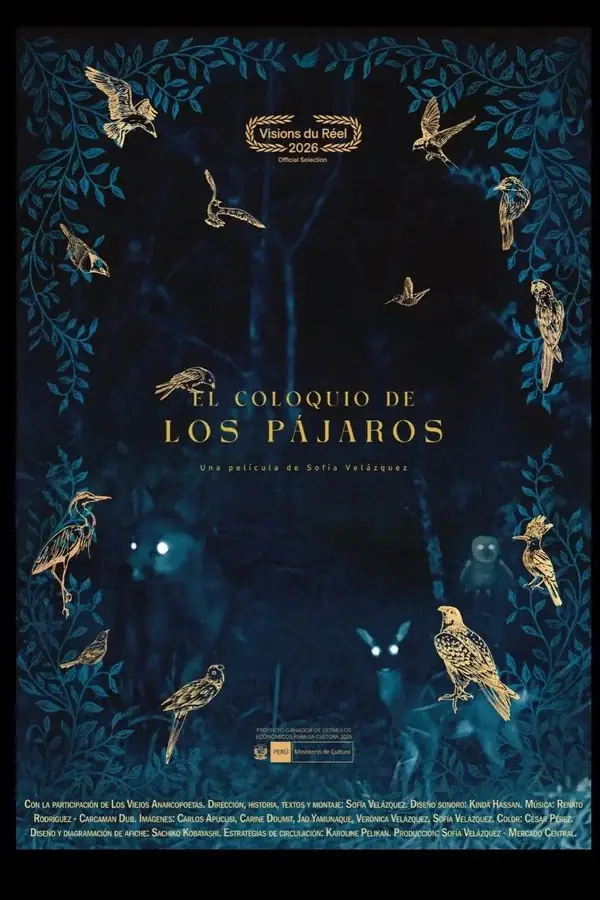 Visions du Réel
2026
Official Selection
EL COLOQUIO DE
LOS PÁJAROS
Una película de Sofía Velázquez
PROYECTO GANADOR DE ESTÍMULOS
ECONÓMICOS PARA LA CULTURA 2025
PERÚ Ministerio de Cultura
Con la participación de Los Viejos Anarcopoetas. Dirección, historia, textos y montaje: Sofía Velázquez. Diseño sonoro: Kinda Hassan. Música: Renato
Rodríguez - Carcaman Dub. Imágenes: Carlos Apucusi, Carine Doumit, Jao Yamunaque, Verónica Velázquez, Sofía Velázquez. Color: César Pérez.
Diseño y diagramación de afiche: Sachiko Kobayashi. Estrategias de circulación: Karoline Pelikan. Produccion: Sofía Velázquez - Mercado Central.